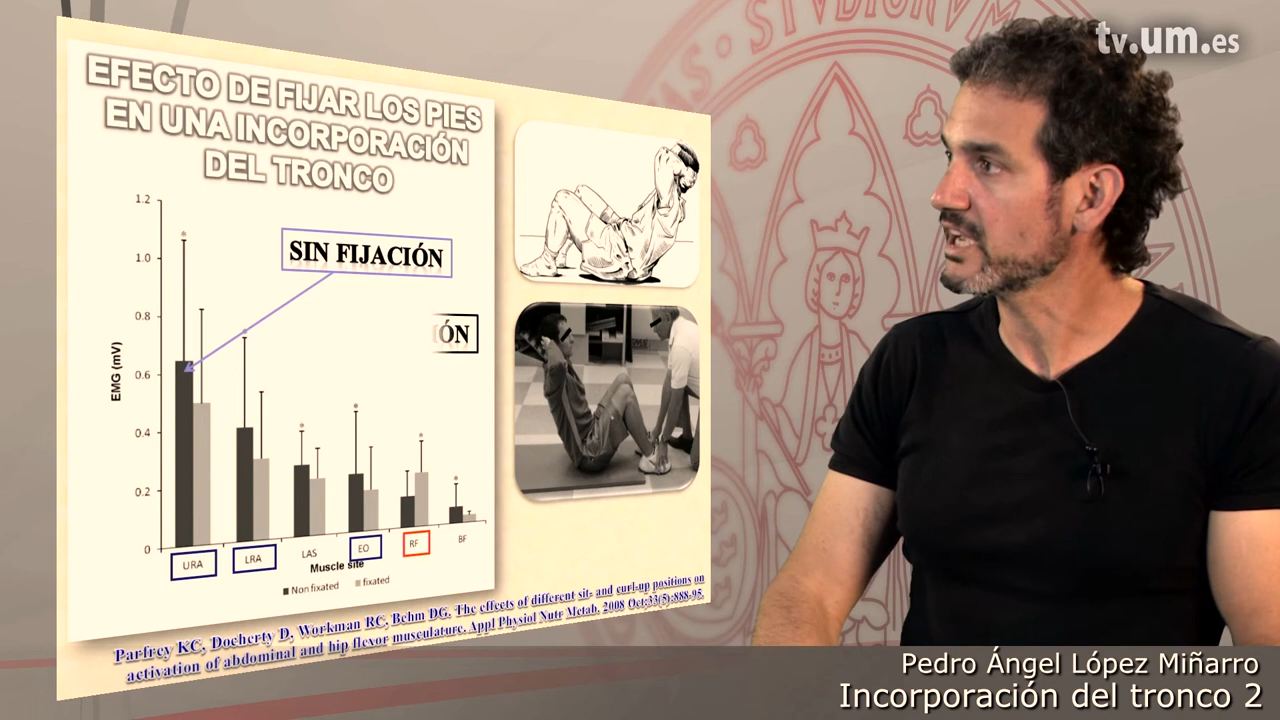 tv.um.es
STVDIORVM
EFECTO DE FIJAR LOS PIES
EN UNA INCORPORACIÓN
DEL TRONCO
1.2
1.0
0.8
0.6
0.4
0.2
0
EMG (mV)
SIN FIJACIÓN
IÓN
*
*
*
*
*
*
URA
LRA
LAS
EO
RF
BF
Muscle site
Non fixated
fixated
Parfrey KC, Docherty D, Workman RC, Behm DG. The effects of different sit- and curl-up positions on
activation of abdominal and hip flexor musculature. Appl Physiol Nutr Metab. 2008 Oct;33(5):888-95.
Pedro Ángel López Miñarro
Incorporación del tronco 2